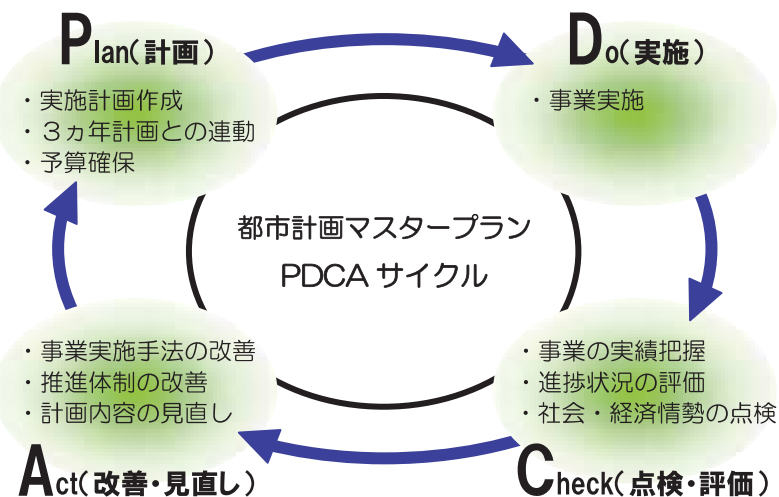 Plan(計画)
・実施計画作成
・３ヵ年計画との連動
・予算確保
Do(実施)
・事業実施
都市計画マスタープラン
PDCAサイクル
・事業実施手法の改善
・推進体制の改善
・計画内容の見直し
Act(改善・見直し)
・事業の実績把握
・進捗状況の評価
・社会・経済情勢の点検
Check(点検・評価)